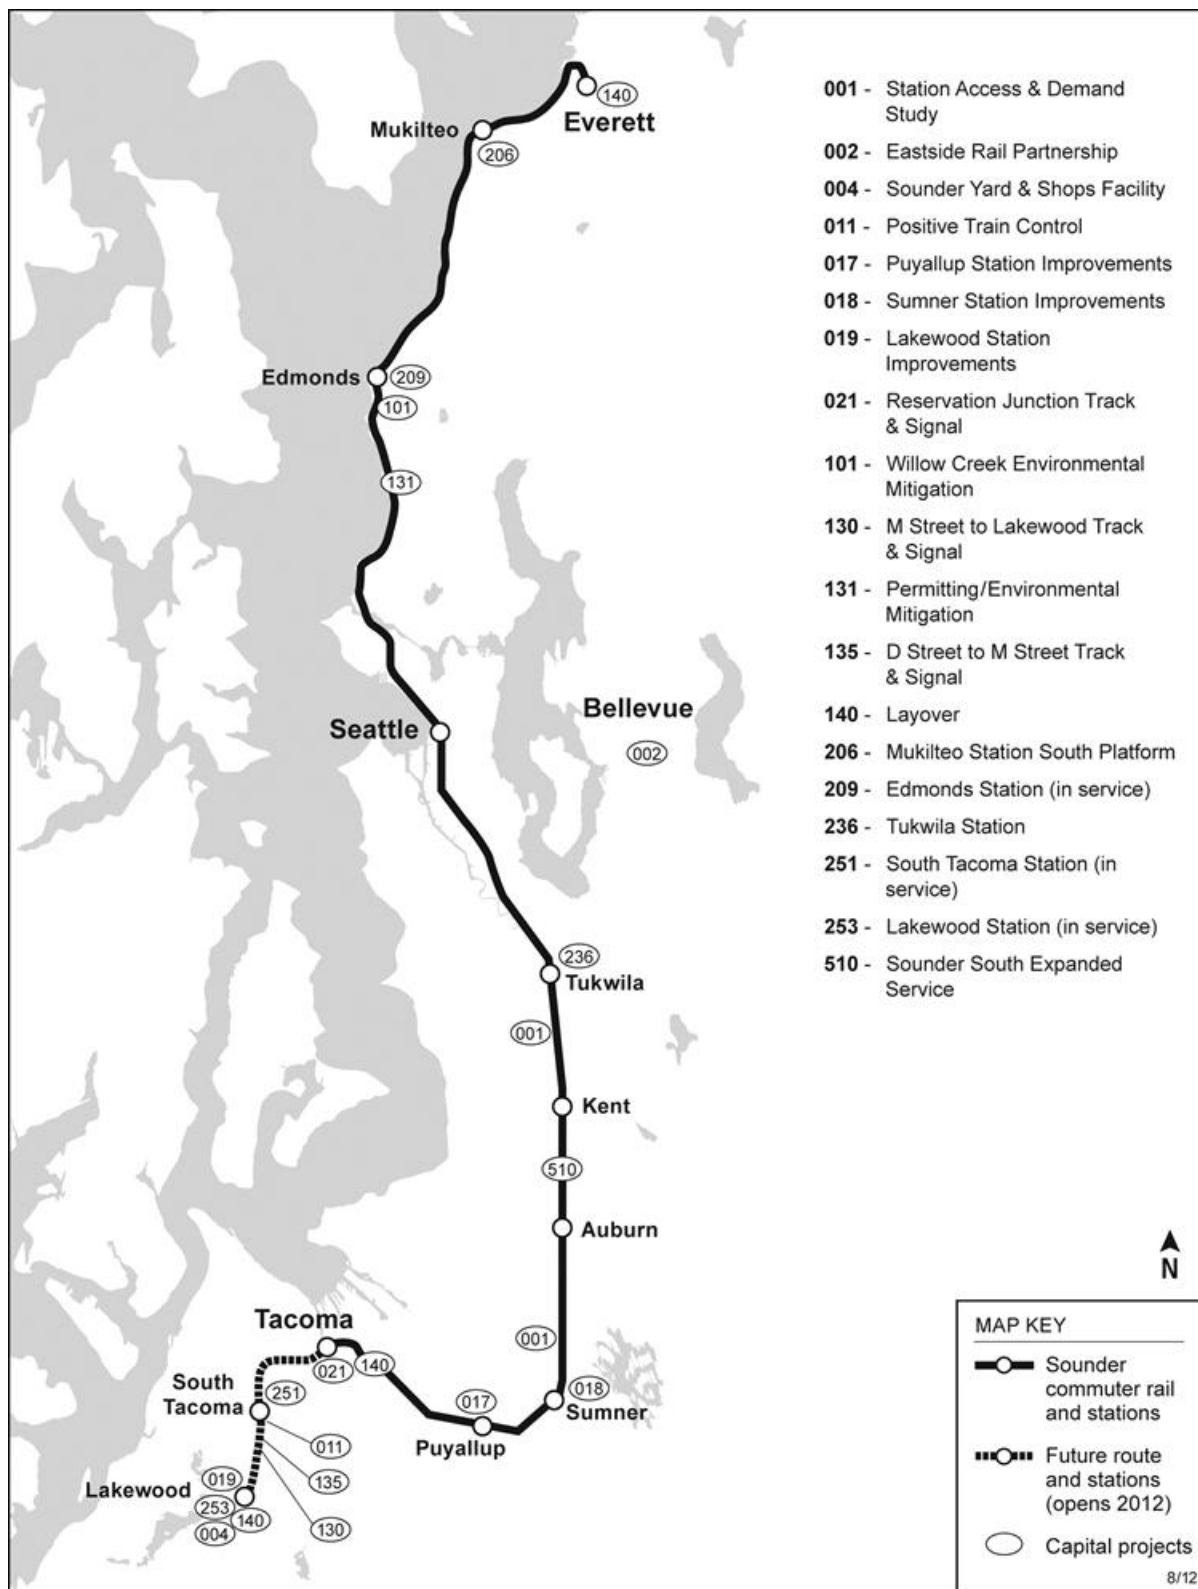 140
Everett
Mukilteo
206
Edmonds
209
101
131
Seattle
Bellevue
002
236
Tukwila
001
Kent
510
Auburn
Tacoma
021
140
001
018
Sumner
017
Puyallup
South
Tacoma
251
011
135
130
Lakewood
019
253
140
004
001 - Station Access & Demand
Study
002 - Eastside Rail Partnership
004 - Sounder Yard & Shops Facility
011 - Positive Train Control
017 - Puyallup Station Improvements
018 - Sumner Station Improvements
019 - Lakewood Station
Improvements
021 - Reservation Junction Track
& Signal
101 - Willow Creek Environmental
Mitigation
130 - M Street to Lakewood Track
& Signal
131 - Permitting/Environmental
Mitigation
135 - D Street to M Street Track
& Signal
140 - Layover
206 - Mukilteo Station South Platform
209 - Edmonds Station (in service)
236 - Tukwila Station
251 - South Tacoma Station (in
service)
253 - Lakewood Station (in service)
510 - Sounder South Expanded
Service
N
MAP KEY
Sounder
commuter rail
and stations
Future route
and stations
(opens 2012)
Capital projects
8/12